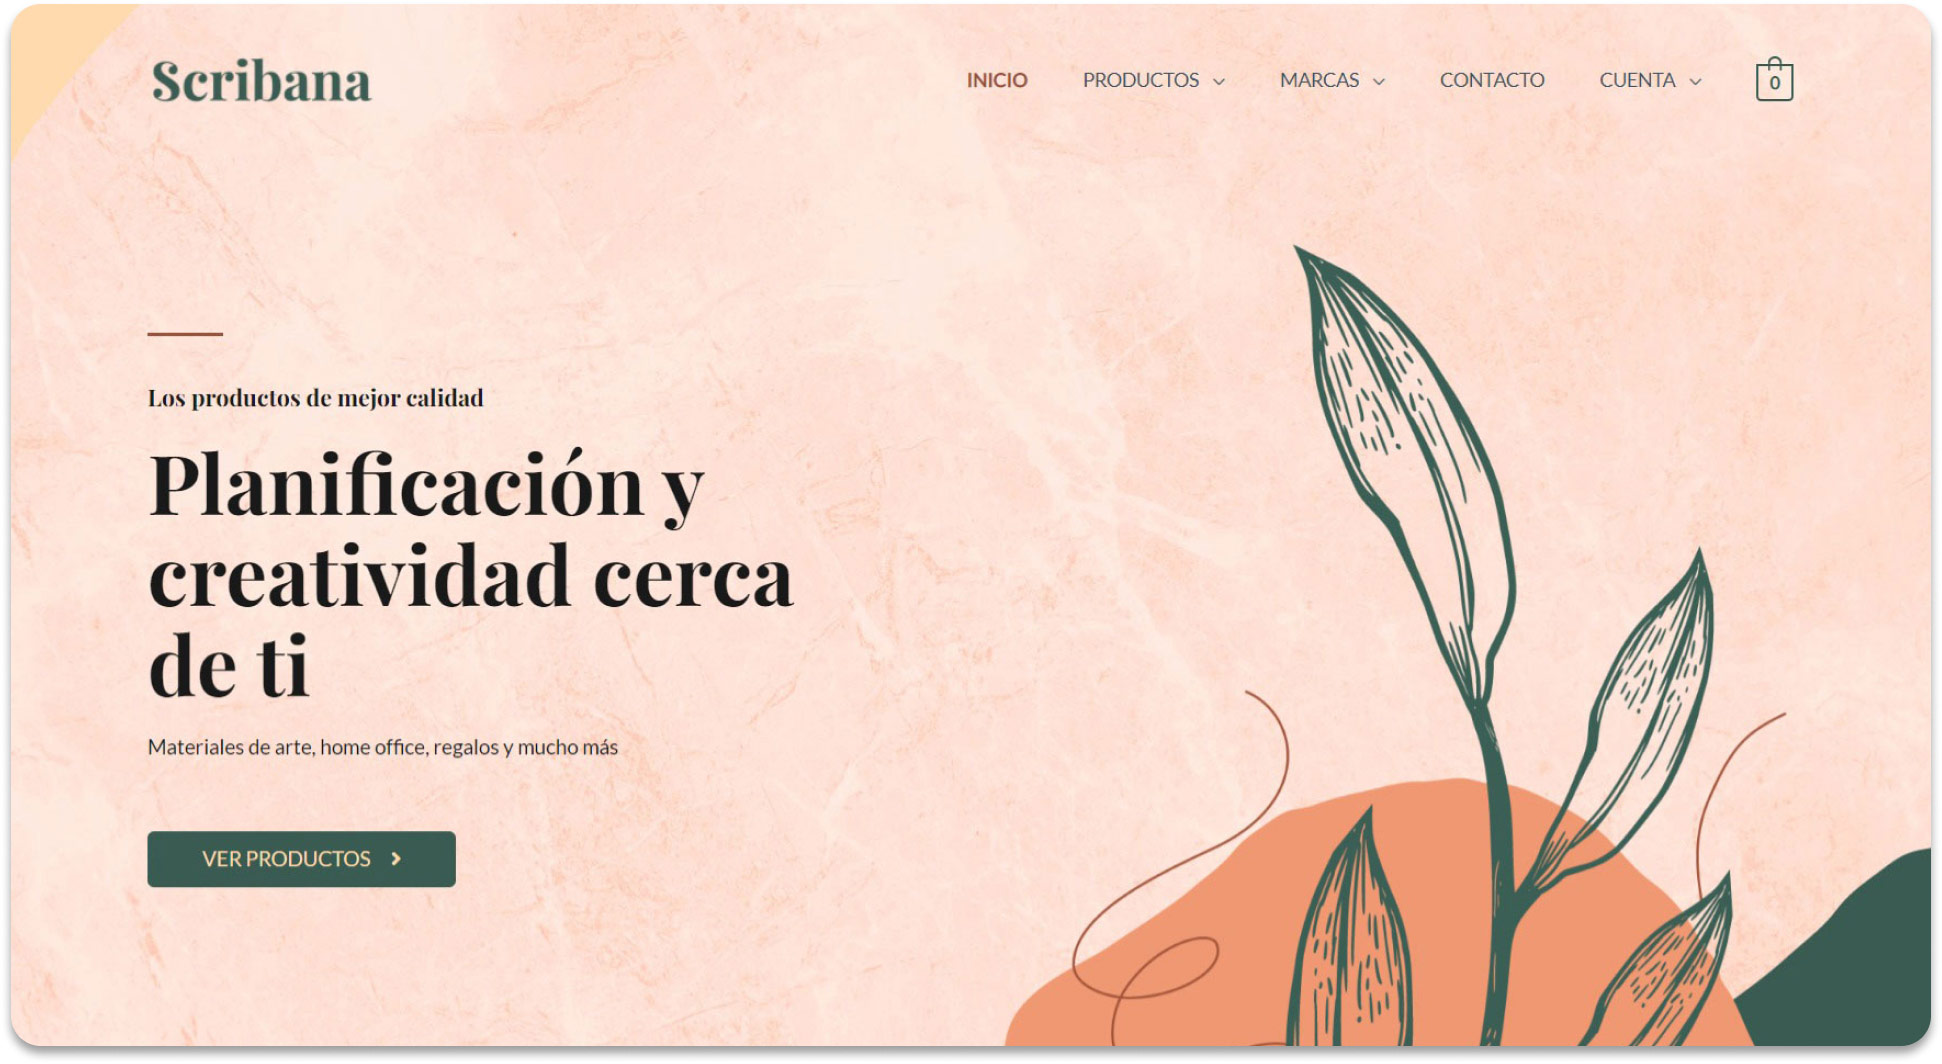 Scribana
INICIO PRODUCTOS MARCAS CONTACTO CUENTA 0
Los productos de mejor calidad
Planificación y
creatividad cerca
de ti
Materiales de arte, home office, regalos y mucho más
VER PRODUCTOS